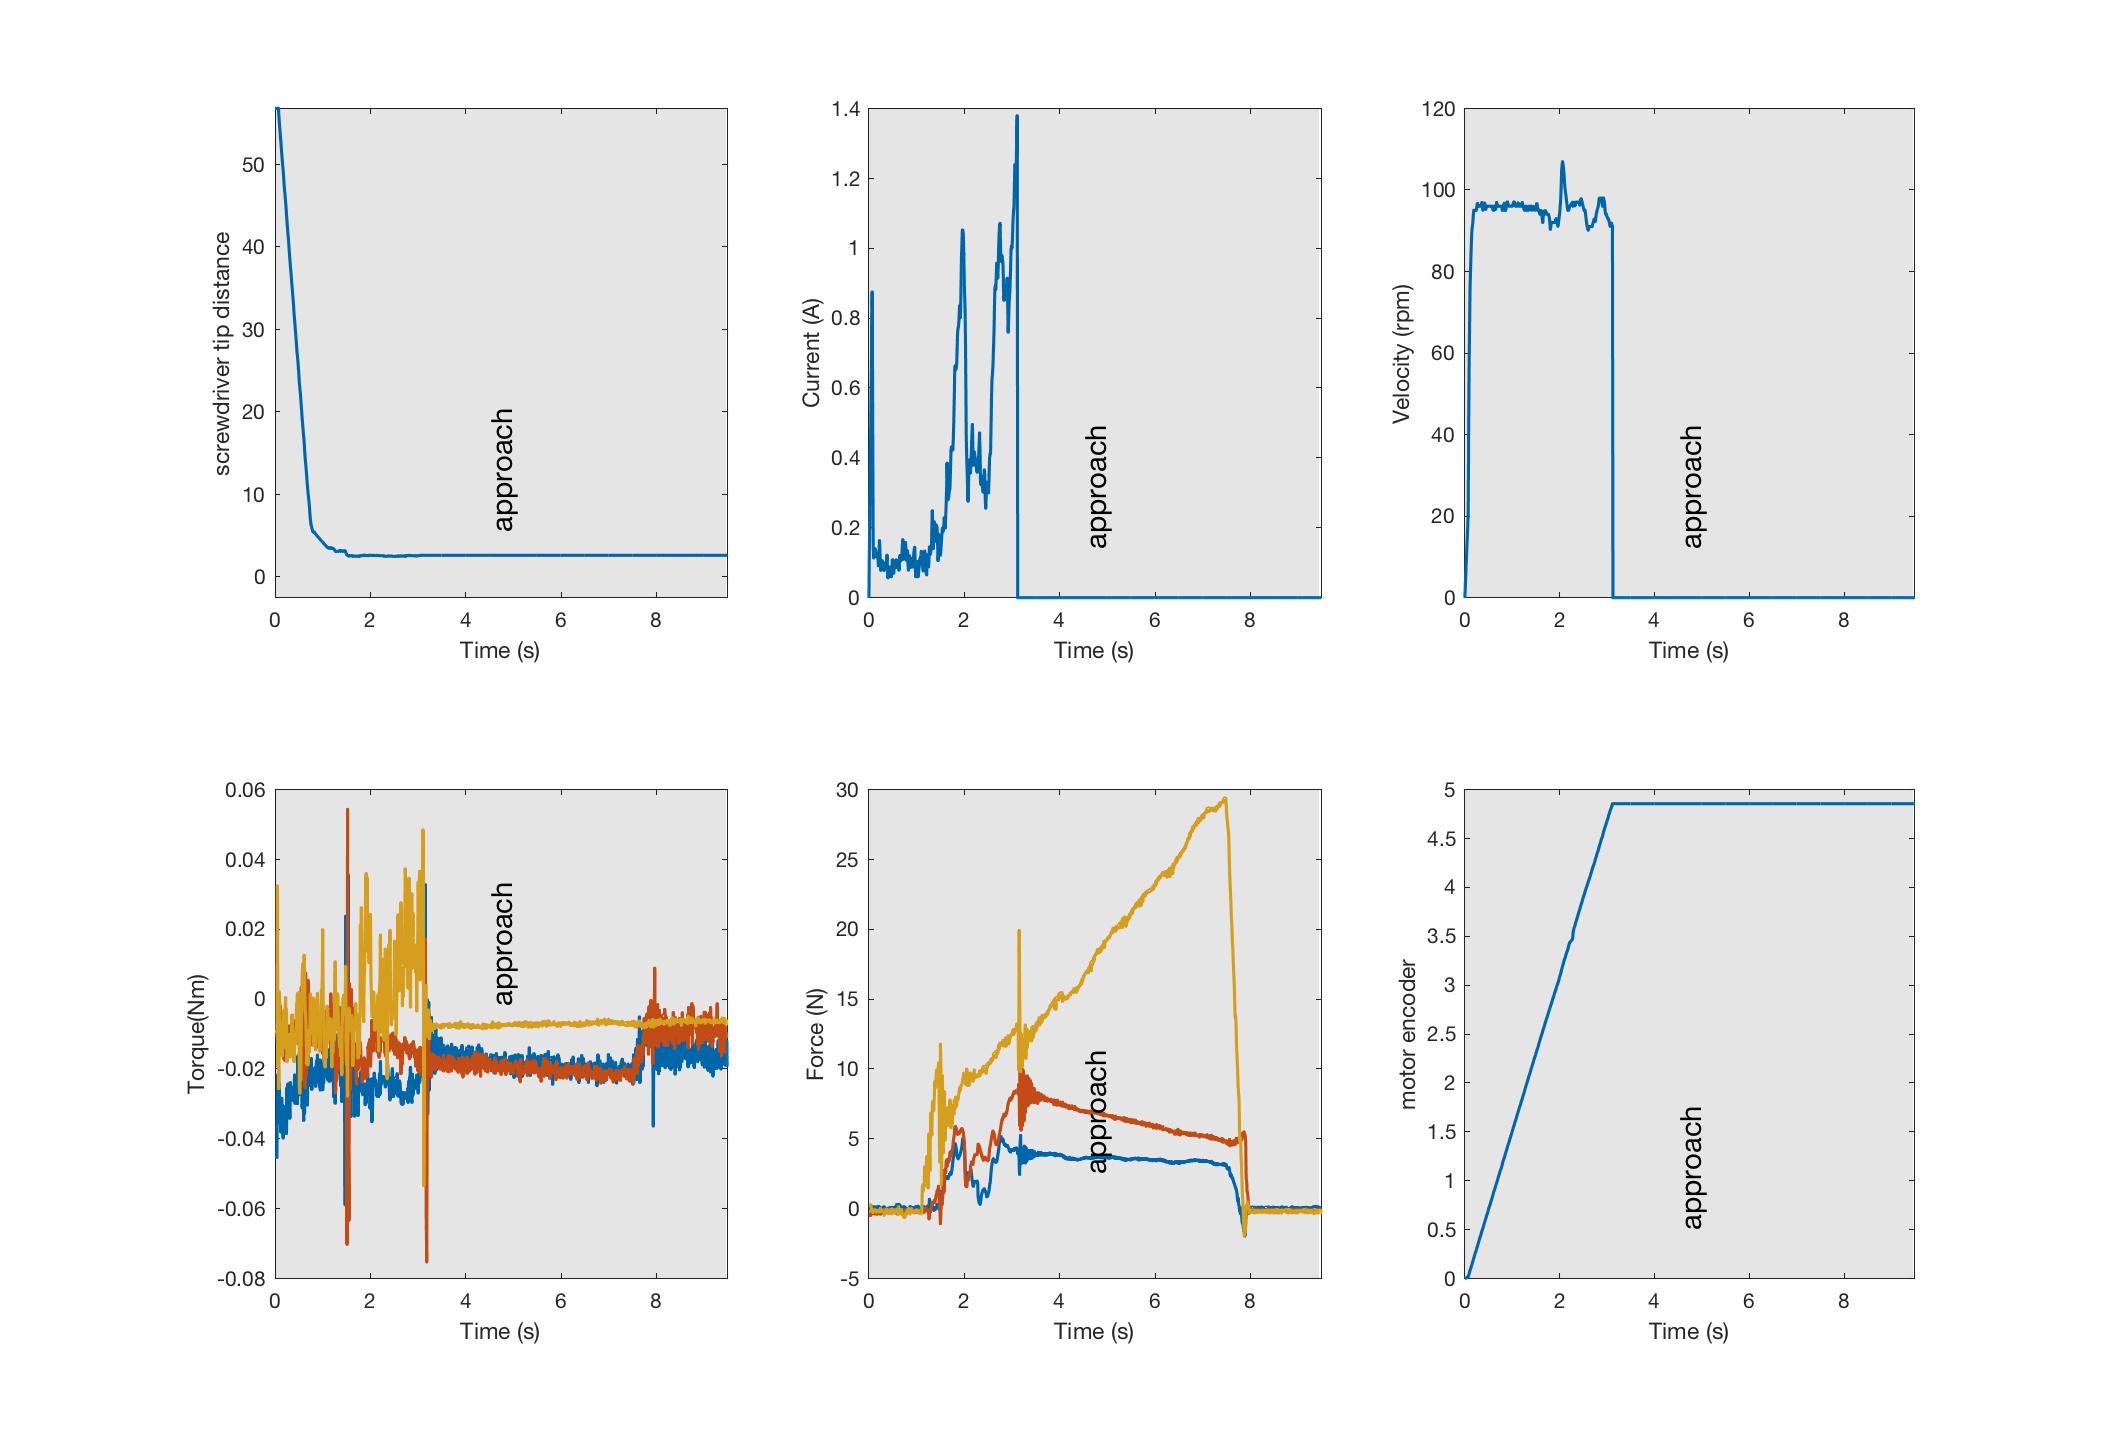 50
40
30
20
10
0
screwdriver tip distance
approach
0 2 4 6 8
Time (s)
1.4
1.2
1
0.8
0.6
0.4
0.2
0
Current (A)
approach
0 2 4 6 8
Time (s)
120
100
80
60
40
20
0
Velocity (rpm)
approach
0 2 4 6 8
Time (s)
0.06
0.04
0.02
0
-0.02
-0.04
-0.06
-0.08
Torque(Nm)
approach
0 2 4 6 8
Time (s)
30
25
20
15
10
5
0
-5
Force (N)
approach
0 2 4 6 8
Time (s)
5
4.5
4
3.5
3
2.5
2
1.5
1
0.5
0
motor encoder
approach
0 2 4 6 8
Time (s)